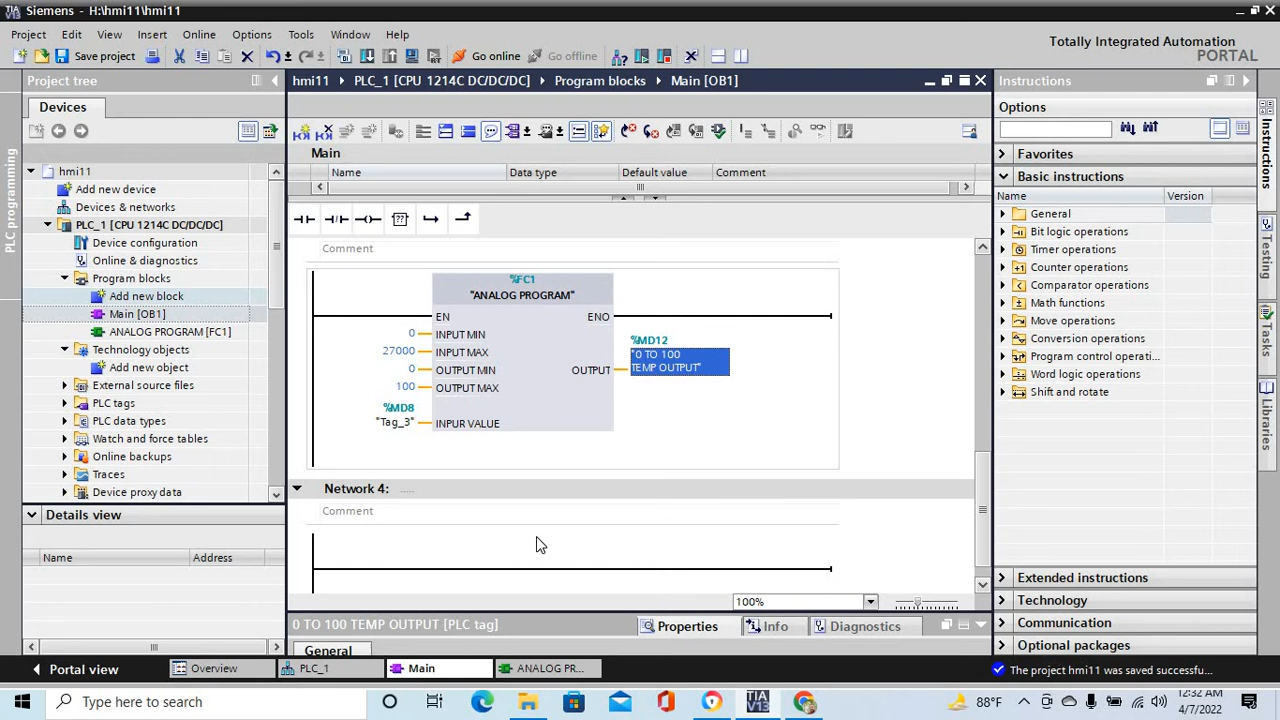 TIA V13 Siemens - H:\hmi11\hmi11
Project Edit View Insert Online Options Tools Window Help
Totally Integrated Automation
PORTAL
Save project Go online Go offline
Project tree
hmi11 PLC_1 [CPU 1214C DC/DC/DC] Program blocks Main [OB1]
Instructions
Devices
Options
PLC programming
Main
Name Data type Default value Comment
hmi11
Add new device
Devices & networks
PLC_1 [CPU 1214C DC/DC/DC]
Device configuration
Online & diagnostics
Program blocks
Add new block
Main [OB1]
ANALOG PROGRAM [FC1]
Technology objects
Add new object
External source files
PLC tags
PLC data types
Watch and force tables
Online backups
Traces
Device proxy data
Details view
Name Address
??
Comment
%FC1
"ANALOG PROGRAM"
EN ENO
0 INPUT MIN
27000 INPUT MAX
0 OUTPUT MIN
100 OUTPUT MAX
%MD8
"Tag_3" INPUR VALUE
OUTPUT
%MD12
"0 TO 100
TEMP OUTPUT"
Network 4: .....
Comment
100%
0 TO 100 TEMP OUTPUT [PLC tag]
Properties Info Diagnostics
General
Favorites
Basic instructions
Name Version
General
Bit logic operations
Timer operations
Counter operations
Comparator operations
Math functions
Move operations
Conversion operations
Program control operati...
Word logic operations
Shift and rotate
Extended instructions
Technology
Communication
Optional packages
Instructions
Testing
Tasks
Libraries
Portal view Overview PLC_1 Main ANALOG PR...
The project hmi11 was saved successfu...
Type here to search
TIA V13
88°F
12:32 AM
4/7/2022